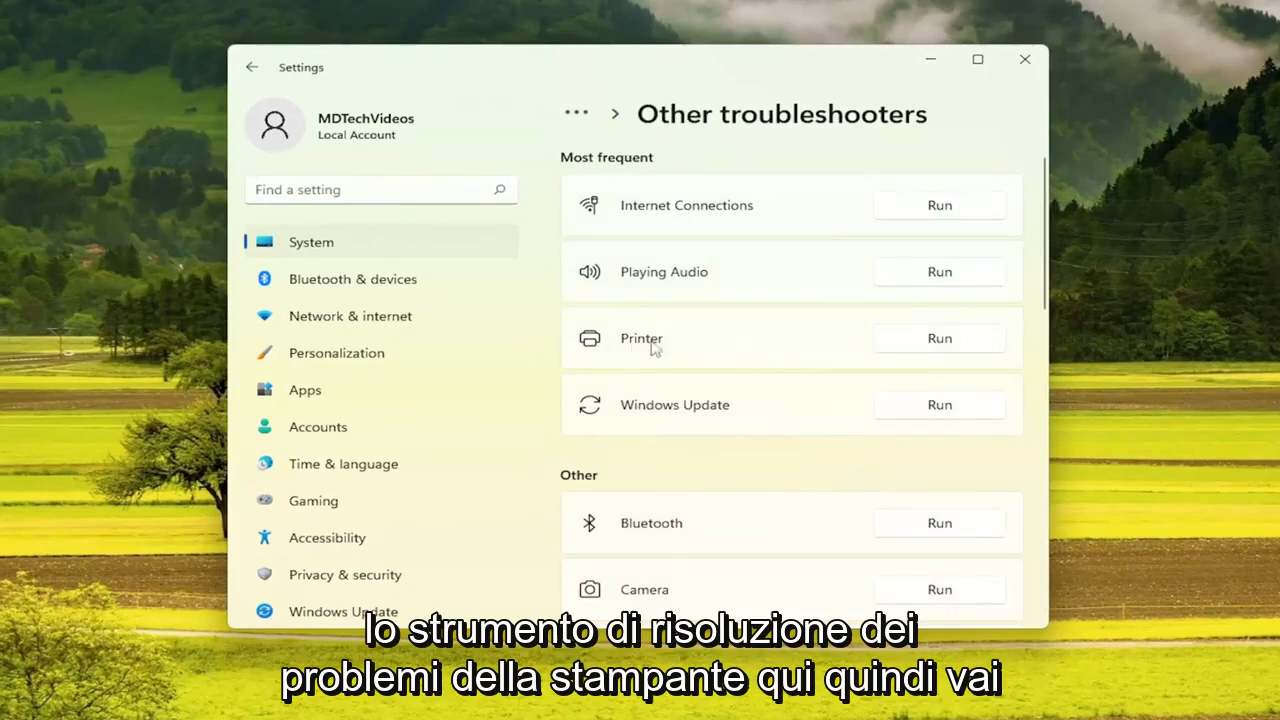 Settings
MDTechVideos
Local Account
Find a setting
System
Bluetooth & devices
Network & internet
Personalization
Apps
Accounts
Time & language
Gaming
Accessibility
Privacy & security
Windows Update
... > Other troubleshooters
Most frequent
Internet Connections Run
Playing Audio Run
Printer Run
Windows Update Run
Other
Bluetooth Run
Camera Run
lo strumento di risoluzione dei
problemi della stampante qui quindi vai